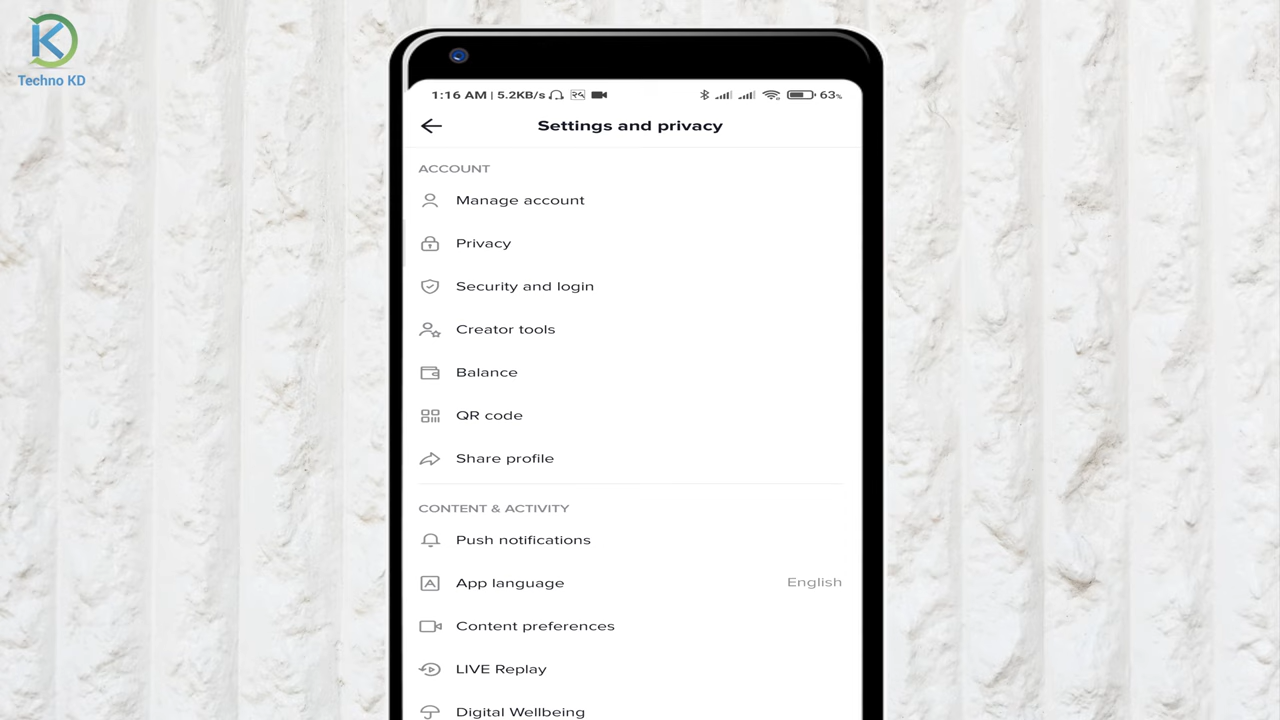 Techno KD
1:16 AM | 5.2KB/s 63%
Settings and privacy
ACCOUNT
Manage account
Privacy
Security and login
Creator tools
Balance
QR code
Share profile
CONTENT & ACTIVITY
Push notifications
App language English
Content preferences
LIVE Replay
Digital Wellbeing